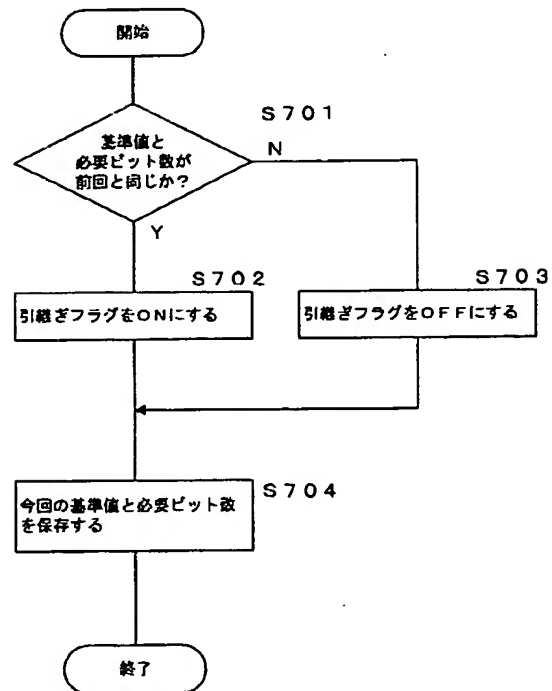 開始
S701
基準値と
必要ビット数が
前回と同じか?
N
Y
S702
引継ぎフラグをONにする
S703
引継ぎフラグをOFFにする
S704
今回の基準値と必要ビット数
を保存する
終了